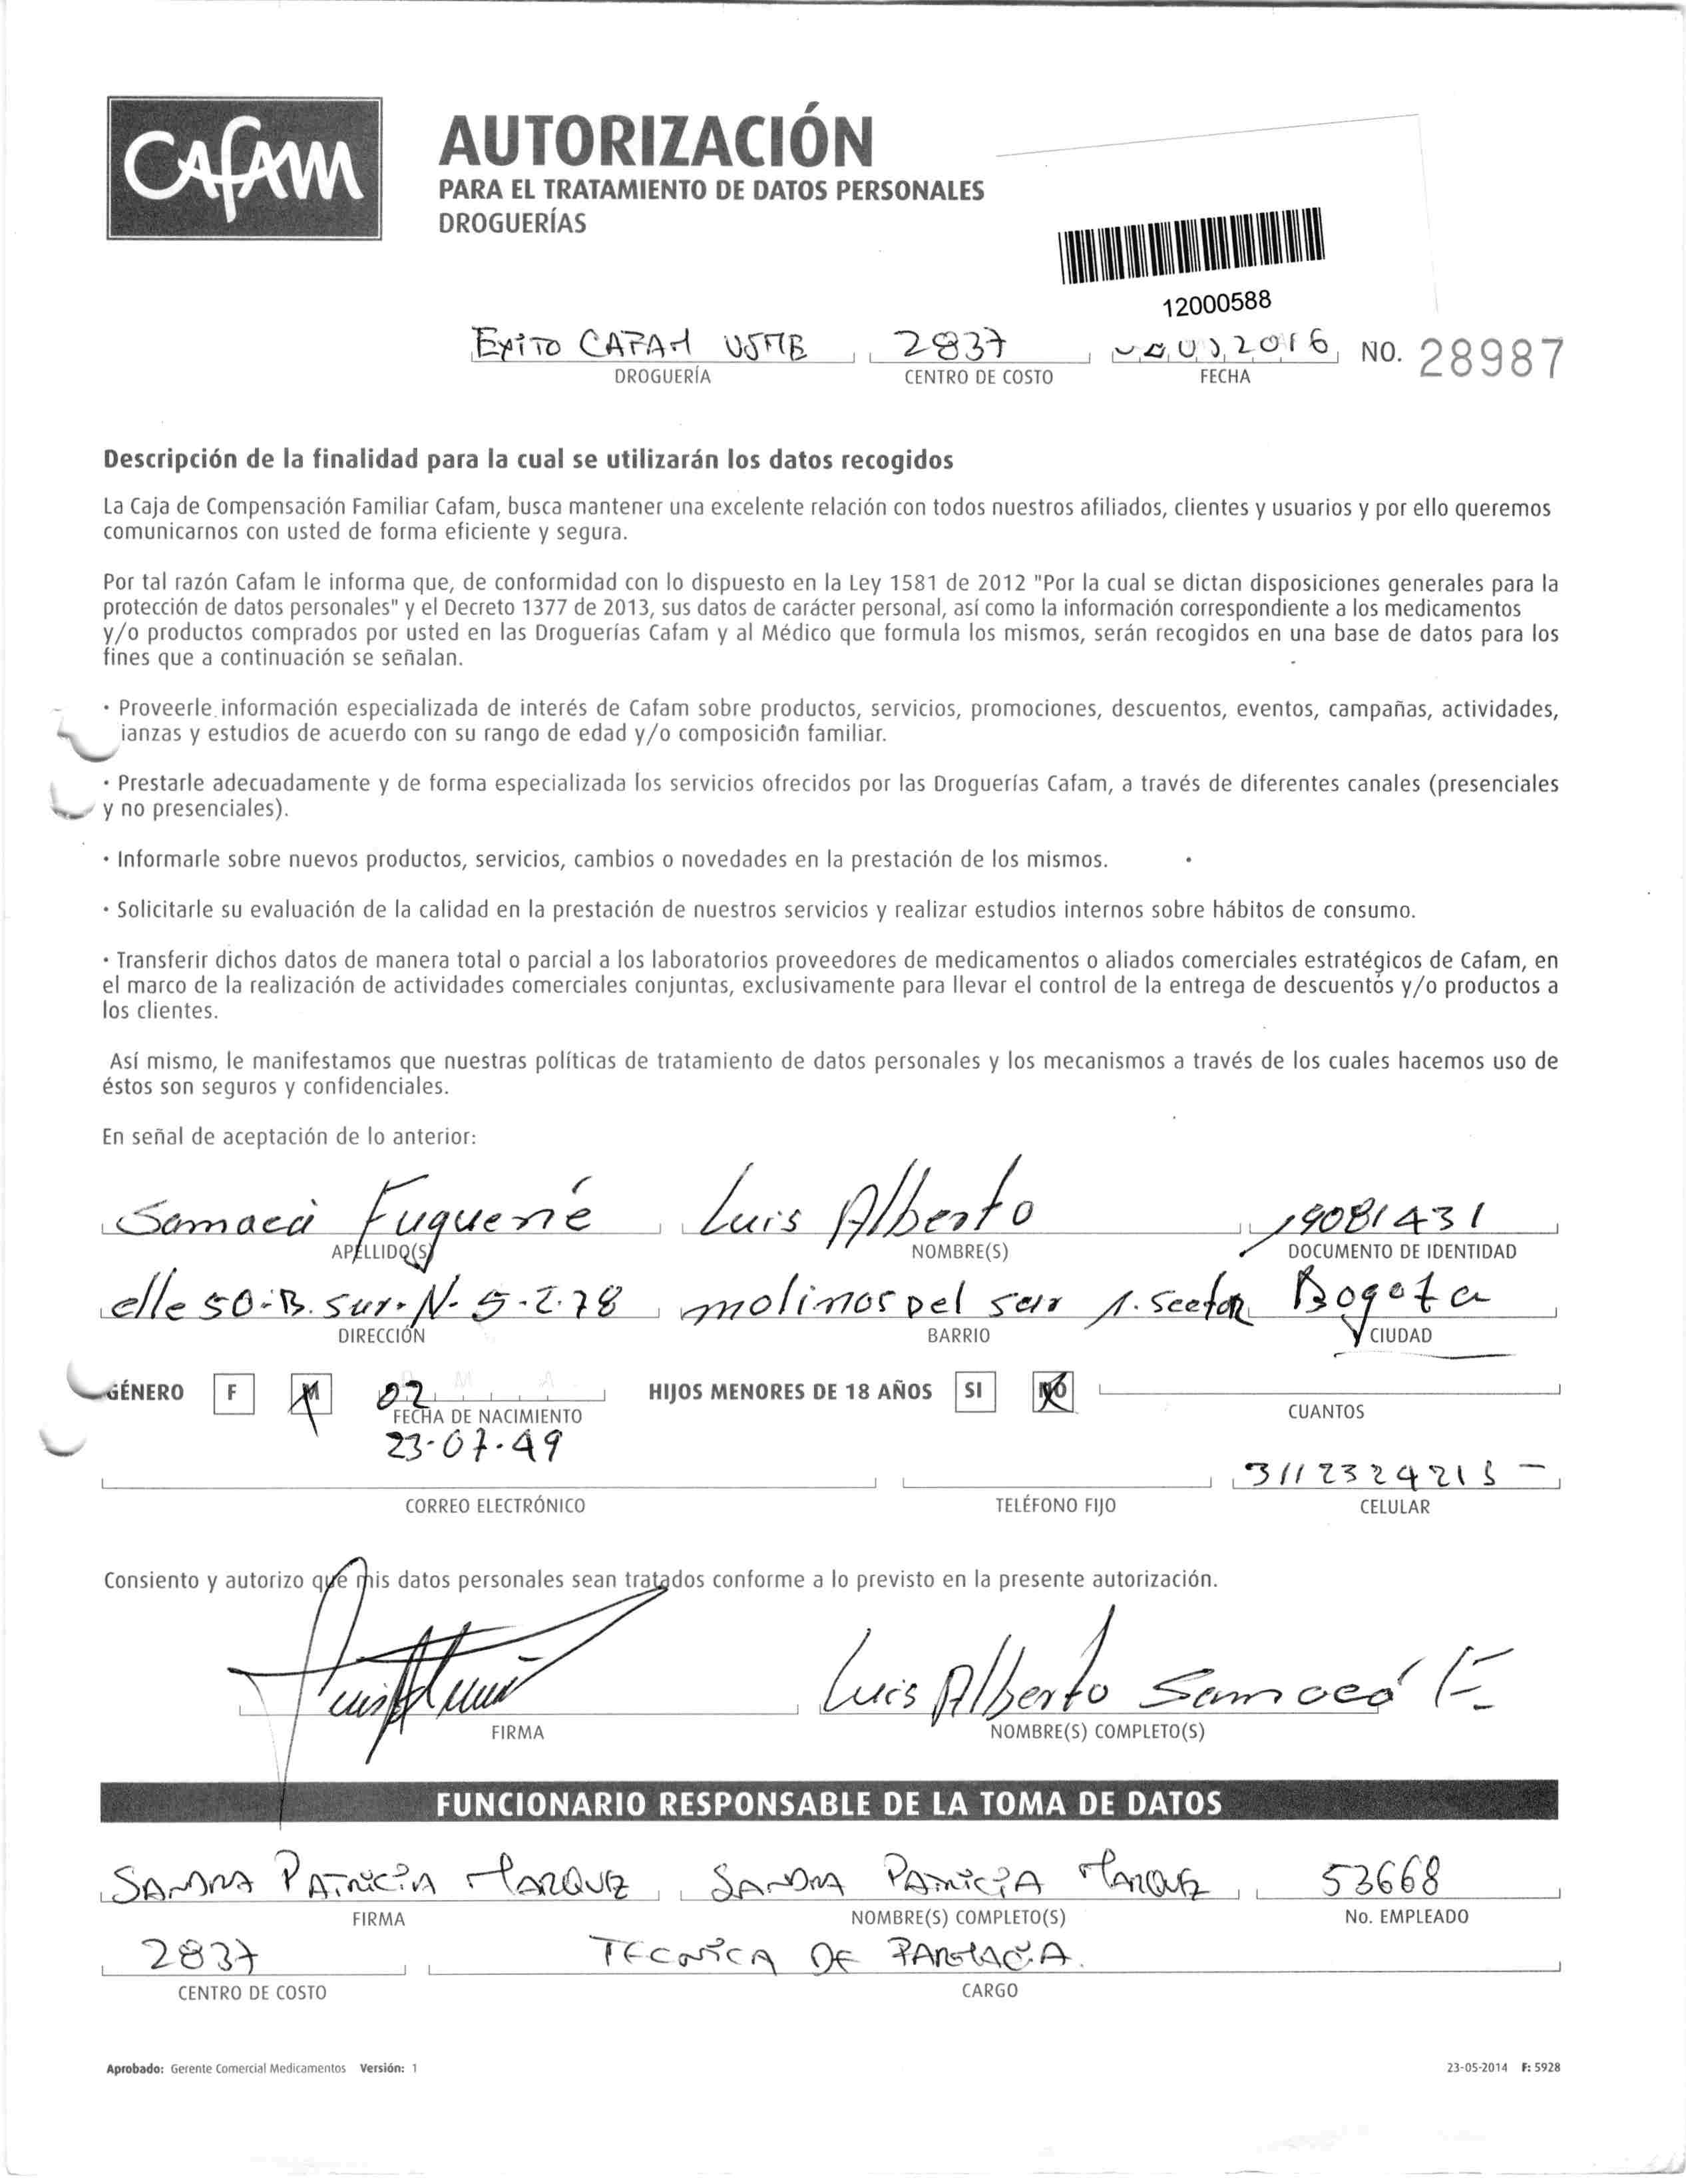 CAFAM
AUTORIZACIÓN
PARA EL TRATAMIENTO DE DATOS PERSONALES
DROGUERÍAS
12000588
Exito CAFAM 2837 2016 NO. 28987
DROGUERÍA CENTRO DE COSTO FECHA
Descripción de la finalidad para la cual se utilizarán los datos recogidos
La Caja de Compensación Familiar Cafam, busca mantener una excelente relación con todos nuestros afiliados, clientes y usuarios y por ello queremos
comunicarnos con usted de forma eficiente y segura.
Por tal razón Cafam le informa que, de conformidad con lo dispuesto en la Ley 1581 de 2012 "Por la cual se dictan disposiciones generales para la
protección de datos personales" y el Decreto 1377 de 2013, sus datos de carácter personal, así como la información correspondiente a los medicamentos
y/o productos comprados por usted en las Droguerías Cafam y al Médico que formula los mismos, serán recogidos en una base de datos para los
fines que a continuación se señalan.
· Proveerle información especializada de interés de Cafam sobre productos, servicios, promociones, descuentos, eventos, campañas, actividades,
ianzas y estudios de acuerdo con su rango de edad y/o composición familiar.
· Prestarle adecuadamente y de forma especializada los servicios ofrecidos por las Droguerías Cafam, a través de diferentes canales (presenciales
y no presenciales).
· Informarle sobre nuevos productos, servicios, cambios o novedades en la prestación de los mismos.
· Solicitarle su evaluación de la calidad en la prestación de nuestros servicios y realizar estudios internos sobre hábitos de consumo.
· Transferir dichos datos de manera total o parcial a los laboratorios proveedores de medicamentos o aliados comerciales estratégicos de Cafam, en
el marco de la realización de actividades comerciales conjuntas, exclusivamente para llevar el control de la entrega de descuentos y/o productos a
los clientes.
Así mismo, le manifestamos que nuestras políticas de tratamiento de datos personales y los mecanismos a través de los cuales hacemos uso de
éstos son seguros y confidenciales.
En señal de aceptación de lo anterior:
Samacá Fuquené Luis Alberto 19081431
APELLIDO(S) NOMBRE(S) DOCUMENTO DE IDENTIDAD
clle 50-B. sur. N- 5-2-78 molinos Del sur 1. Sector Bogota
DIRECCIÓN BARRIO CIUDAD
GÉNERO F M 02 HIJOS MENORES DE 18 AÑOS SI NO
FECHA DE NACIMIENTO CUANTOS
23-07-49
3112324215 -
CORREO ELECTRÓNICO TELÉFONO FIJO CELULAR
Consiento y autorizo que mis datos personales sean tratados conforme a lo previsto en la presente autorización.
Luis Alberto Samacá F.
FIRMA NOMBRE(S) COMPLETO(S)
FUNCIONARIO RESPONSABLE DE LA TOMA DE DATOS
SANDRA PATRICIA MARQUEZ SANDRA PATRICIA MARQUEZ 53668
FIRMA NOMBRE(S) COMPLETO(S) No. EMPLEADO
2837 TECNICA DE FARMACIA.
CENTRO DE COSTO CARGO
Aprobado: Gerente Comercial Medicamentos Versión: 1 23-05-2014 F: 5928